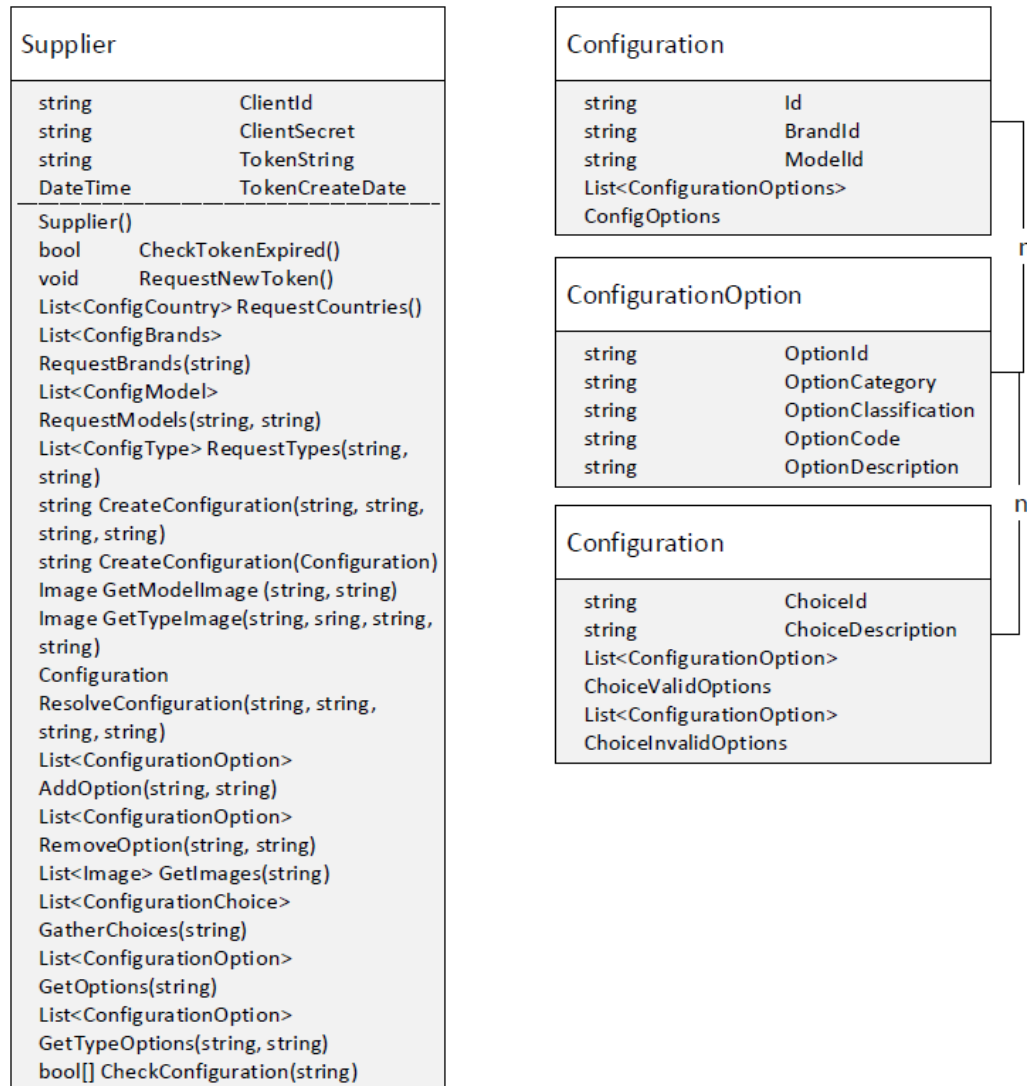 Supplier
string ClientId
string ClientSecret
string TokenString
DateTime TokenCreateDate
Supplier()
bool CheckTokenExpired()
void RequestNewToken()
List<ConfigCountry> RequestCountries()
List<ConfigBrands>
RequestBrands(string)
List<ConfigModel>
RequestModels(string, string)
List<ConfigType> RequestTypes(string,
string)
string CreateConfiguration(string, string,
string, string)
string CreateConfiguration(Configuration)
Image GetModelImage (string, string)
Image GetTypeImage(string, sring, string,
string)
Configuration
ResolveConfiguration(string, string,
string, string)
List<ConfigurationOption>
AddOption(string, string)
List<ConfigurationOption>
RemoveOption(string, string)
List<Image> GetImages(string)
List<ConfigurationChoice>
GatherChoices(string)
List<ConfigurationOption>
GetOptions(string)
List<ConfigurationOption>
GetTypeOptions(string, string)
bool[] CheckConfiguration(string)
Configuration
string Id
string BrandId
string ModelId
List<ConfigurationOptions>
ConfigOptions
n
ConfigurationOption
string OptionId
string OptionCategory
string OptionClassification
string OptionCode
string OptionDescription
n
Configuration
string ChoiceId
string ChoiceDescription
List<ConfigurationOption>
ChoiceValidOptions
List<ConfigurationOption>
ChoiceInvalidOptions